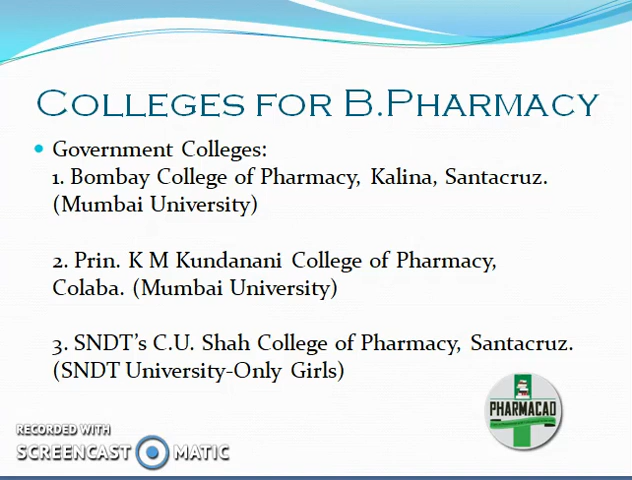 Colleges for B.Pharmacy
Government Colleges:
1. Bombay College of Pharmacy, Kalina, Santacruz.
(Mumbai University)
2. Prin. K M Kundanani College of Pharmacy,
Colaba. (Mumbai University)
3. SNDT's C.U. Shah College of Pharmacy, Santacruz.
(SNDT University-Only Girls)
PHARMACAD
RECORDED WITH
SCREENCAST MATIC